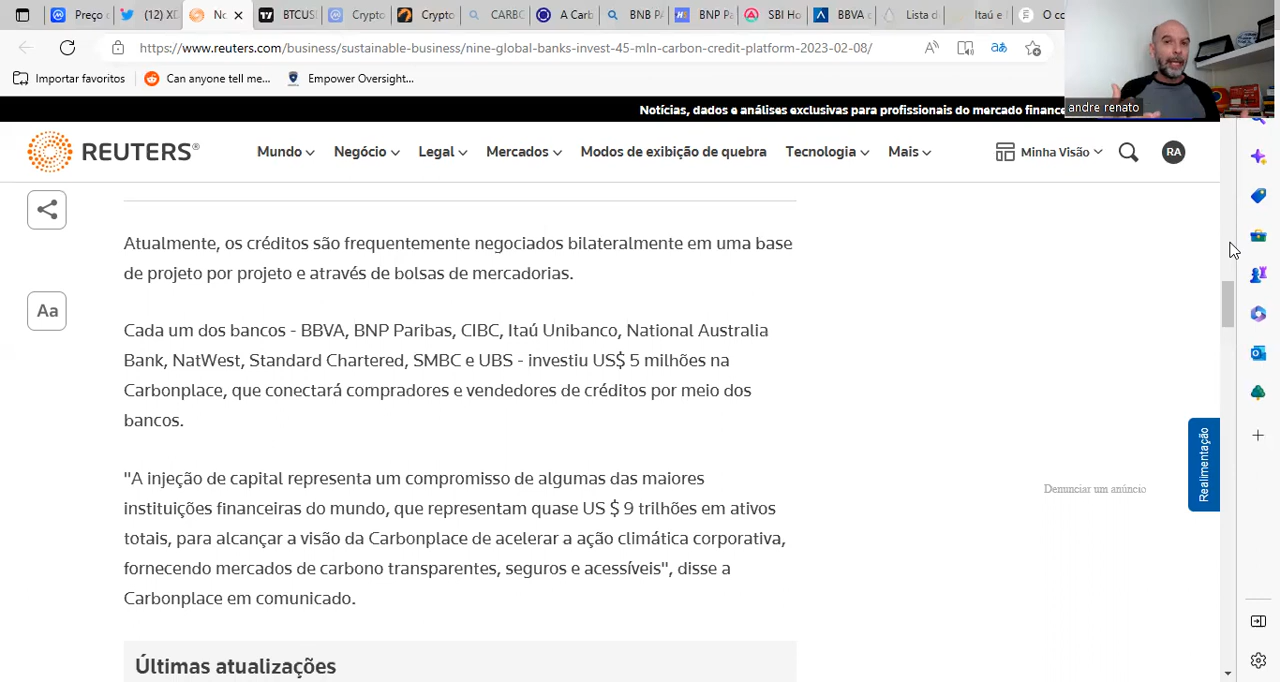 Preço
(12) XD
No
BTCUS
Crypto
Crypto
CARBC
A Carb
BNB PA
BNP Pa
SBI Ho
BBVA
Lista d
Itaú e
O co
https://www.reuters.com/business/sustainable-business/nine-global-banks-invest-45-mln-carbon-credit-platform-2023-02-08/
Importar favoritos
Can anyone tell me...
Empower Oversight...
andre renato
Notícias, dados e análises exclusivas para profissionais do mercado finance
REUTERS®
Mundo
Negócio
Legal
Mercados
Modos de exibição de quebra
Tecnologia
Mais
Minha Visão
RA
Atualmente, os créditos são frequentemente negociados bilateralmente em uma base
de projeto por projeto e através de bolsas de mercadorias.
Aa
Cada um dos bancos - BBVA, BNP Paribas, CIBC, Itaú Unibanco, National Australia
Bank, NatWest, Standard Chartered, SMBC e UBS - investiu US$ 5 milhões na
Carbonplace, que conectará compradores e vendedores de créditos por meio dos
bancos.
"A injeção de capital representa um compromisso de algumas das maiores
instituições financeiras do mundo, que representam quase US $ 9 trilhões em ativos
totais, para alcançar a visão da Carbonplace de acelerar a ação climática corporativa,
fornecendo mercados de carbono transparentes, seguros e acessíveis", disse a
Carbonplace em comunicado.
Denunciar um anúncio
Realimentação
Últimas atualizações